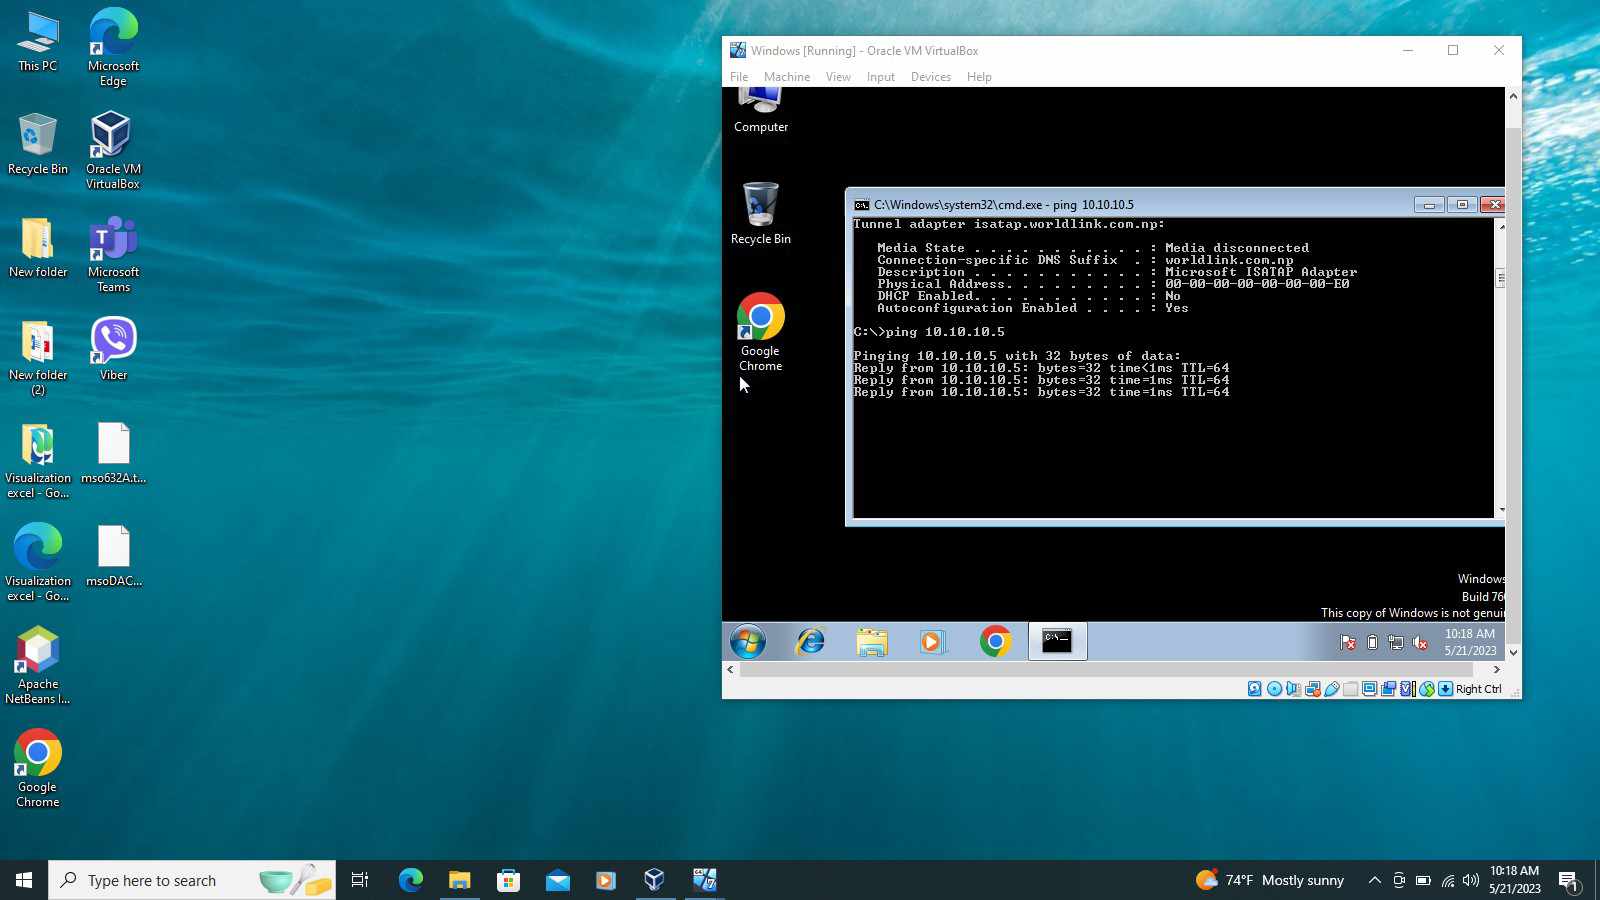 This PC
Microsoft
Edge
Recycle Bin
Oracle VM
VirtualBox
New folder
Microsoft
Teams
New folder
(2)
Viber
Visualization
excel - Go...
mso632A.t...
Visualization
excel - Go...
msoDAC...
Apache
NetBeans I...
Google
Chrome
Windows [Running] - Oracle VM VirtualBox
File Machine View Input Devices Help
Computer
Recycle Bin
Google
Chrome
C:\Windows\system32\cmd.exe - ping 10.10.10.5
Tunnel adapter isatap.worldlink.com.np:
Media State . . . . . . . . . . . : Media disconnected
Connection-specific DNS Suffix . : worldlink.com.np
Description . . . . . . . . . . . : Microsoft ISATAP Adapter
Physical Address. . . . . . . . . : 00-00-00-00-00-00-00-E0
DHCP Enabled. . . . . . . . . . . : No
Autoconfiguration Enabled . . . . : Yes
C:\>ping 10.10.10.5
Pinging 10.10.10.5 with 32 bytes of data:
Reply from 10.10.10.5: bytes=32 time<1ms TTL=64
Reply from 10.10.10.5: bytes=32 time=1ms TTL=64
Reply from 10.10.10.5: bytes=32 time=1ms TTL=64
Windows
Build 760
This copy of Windows is not genuin
10:18 AM
5/21/2023
Right Ctrl
Type here to search
74°F Mostly sunny
10:18 AM
5/21/2023
1